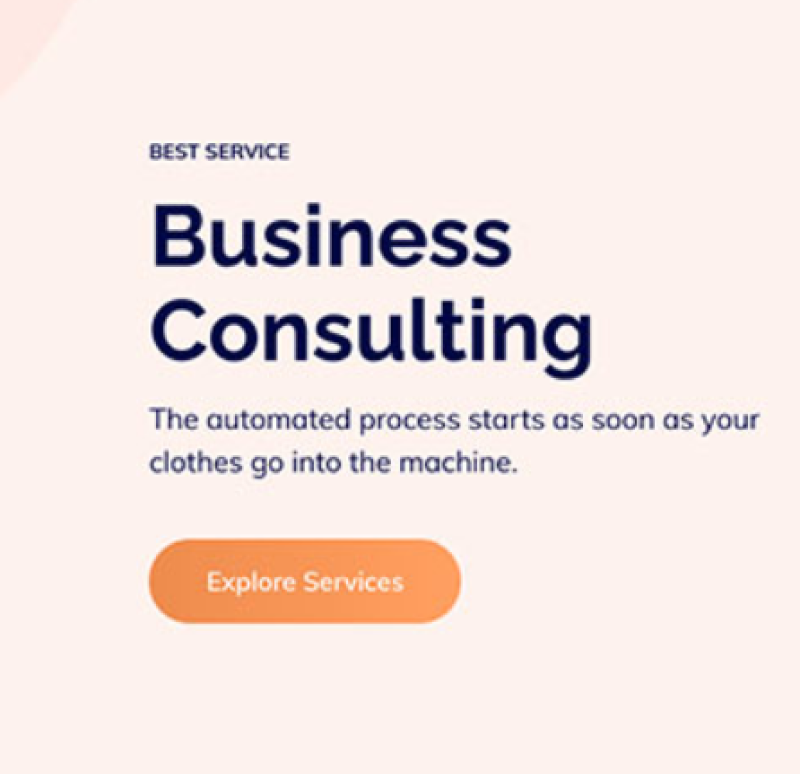 BEST SERVICE
Business
Consulting
The automated process starts as soon as your
clothes go into the machine.
Explore Services